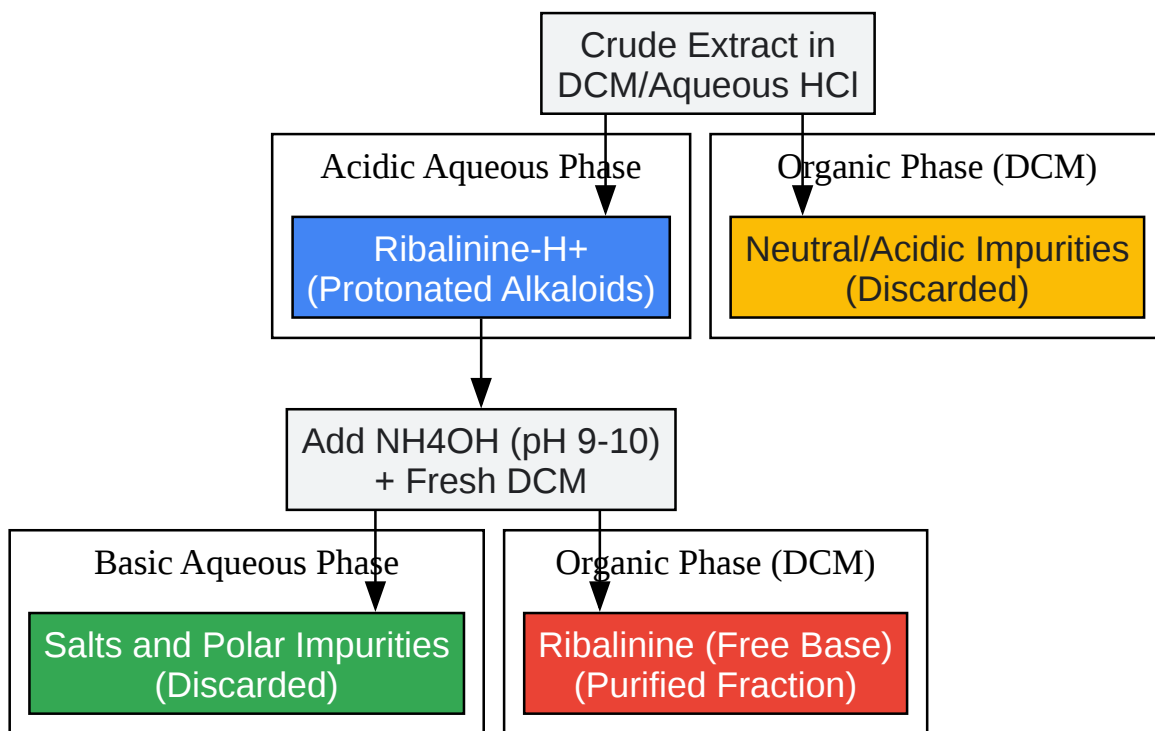 Crude Extract in
DCM/Aqueous HCl
Acidic Aqueous Phase
Organic Phase (DCM)
Ribalinine-H+
(Protonated Alkaloids)
Neutral/Acidic Impurities
(Discarded)
Add NH4OH (pH 9-10)
+ Fresh DCM
Basic Aqueous Phase
Organic Phase (DCM)
Salts and Polar Impurities
(Discarded)
Ribalinine (Free Base)
(Purified Fraction)